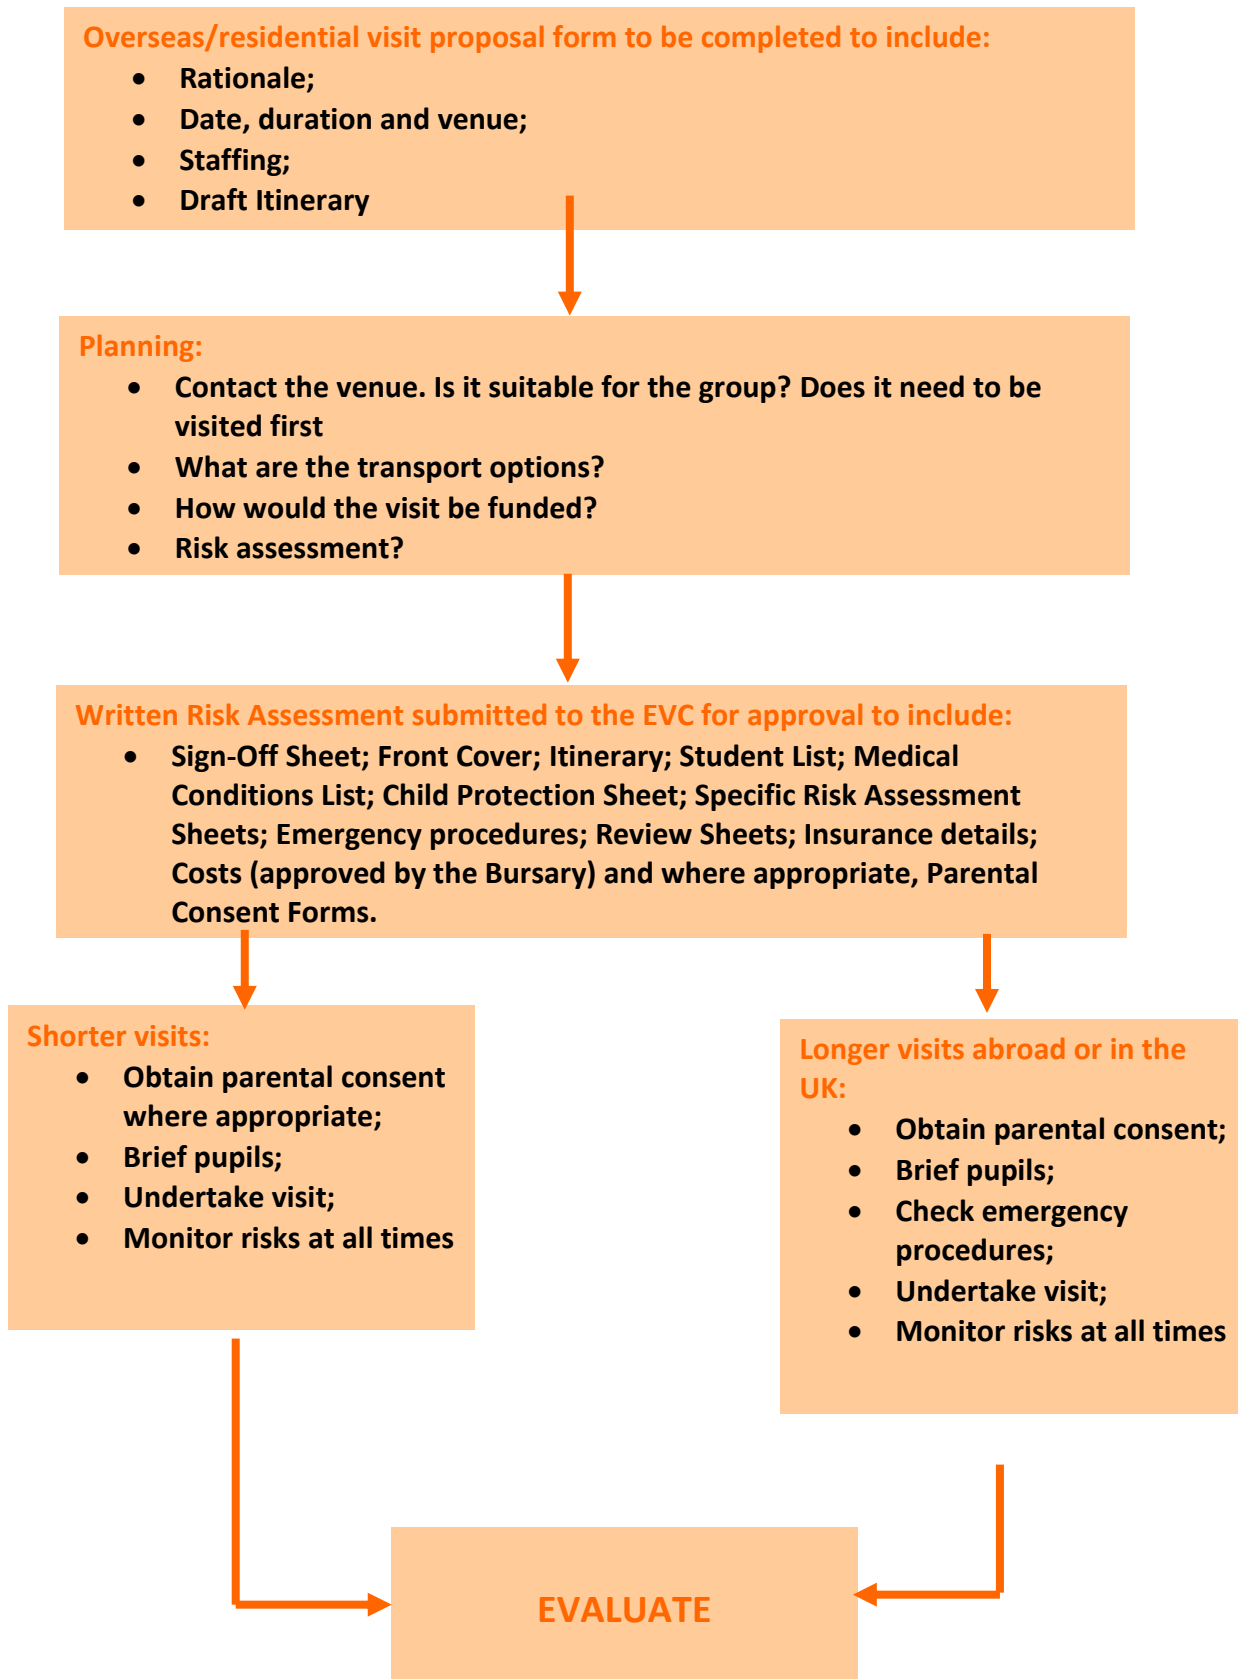 Overseas/residential visit proposal form to be completed to include:
• Rationale;
• Date, duration and venue;
• Staffing;
• Draft Itinerary
Planning:
• Contact the venue. Is it suitable for the group? Does it need to be
visited first
• What are the transport options?
• How would the visit be funded?
• Risk assessment?
Written Risk Assessment submitted to the EVC for approval to include:
• Sign-Off Sheet; Front Cover; Itinerary; Student List; Medical
Conditions List; Child Protection Sheet; Specific Risk Assessment
Sheets; Emergency procedures; Review Sheets; Insurance details;
Costs (approved by the Bursary) and where appropriate, Parental
Consent Forms.
Shorter visits:
• Obtain parental consent
where appropriate;
• Brief pupils;
• Undertake visit;
• Monitor risks at all times
Longer visits abroad or in the
UK:
• Obtain parental consent;
• Brief pupils;
• Check emergency
procedures;
• Undertake visit;
• Monitor risks at all times
EVALUATE